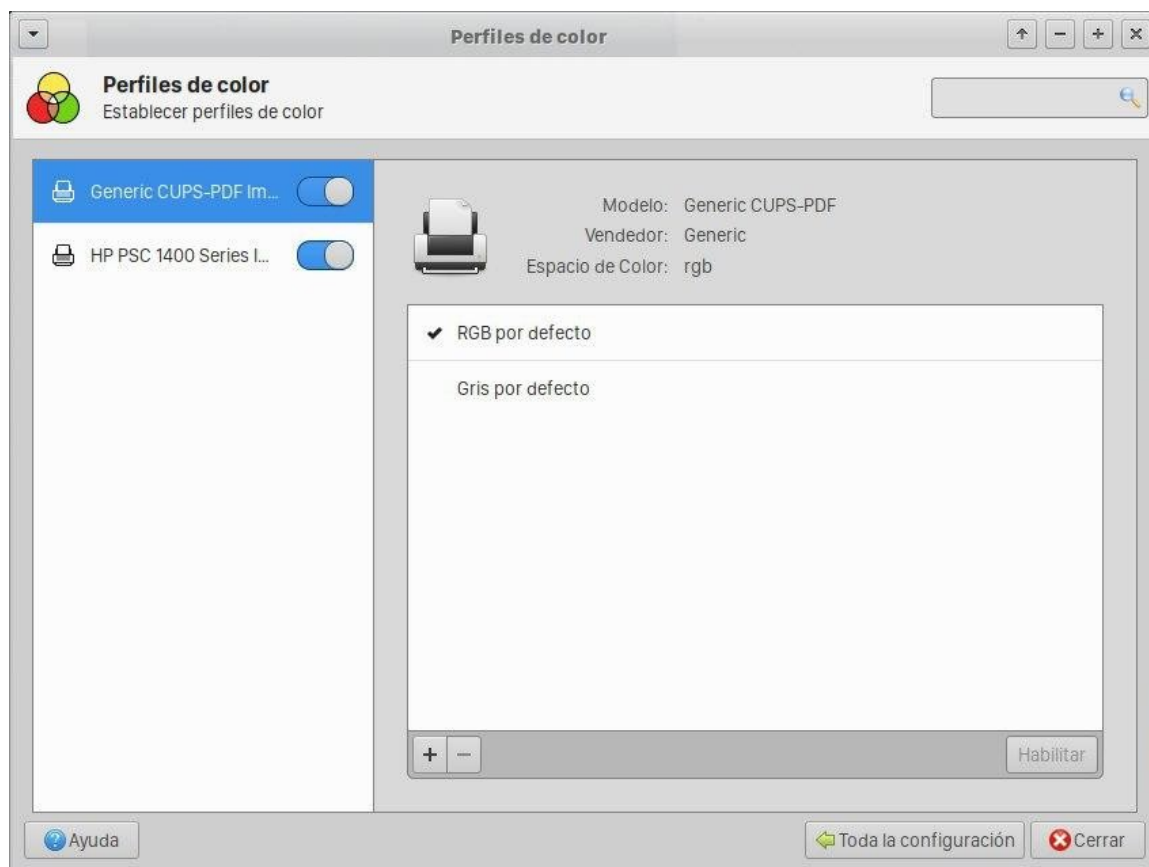 Perfiles de color
Perfiles de color
Establecer perfiles de color
Generic CUPS-PDF Im...
HP PSC 1400 Series I...
Modelo: Generic CUPS-PDF
Vendedor: Generic
Espacio de Color: rgb
RGB por defecto
Gris por defecto
Habilitar
Ayuda
Toda la configuración
Cerrar